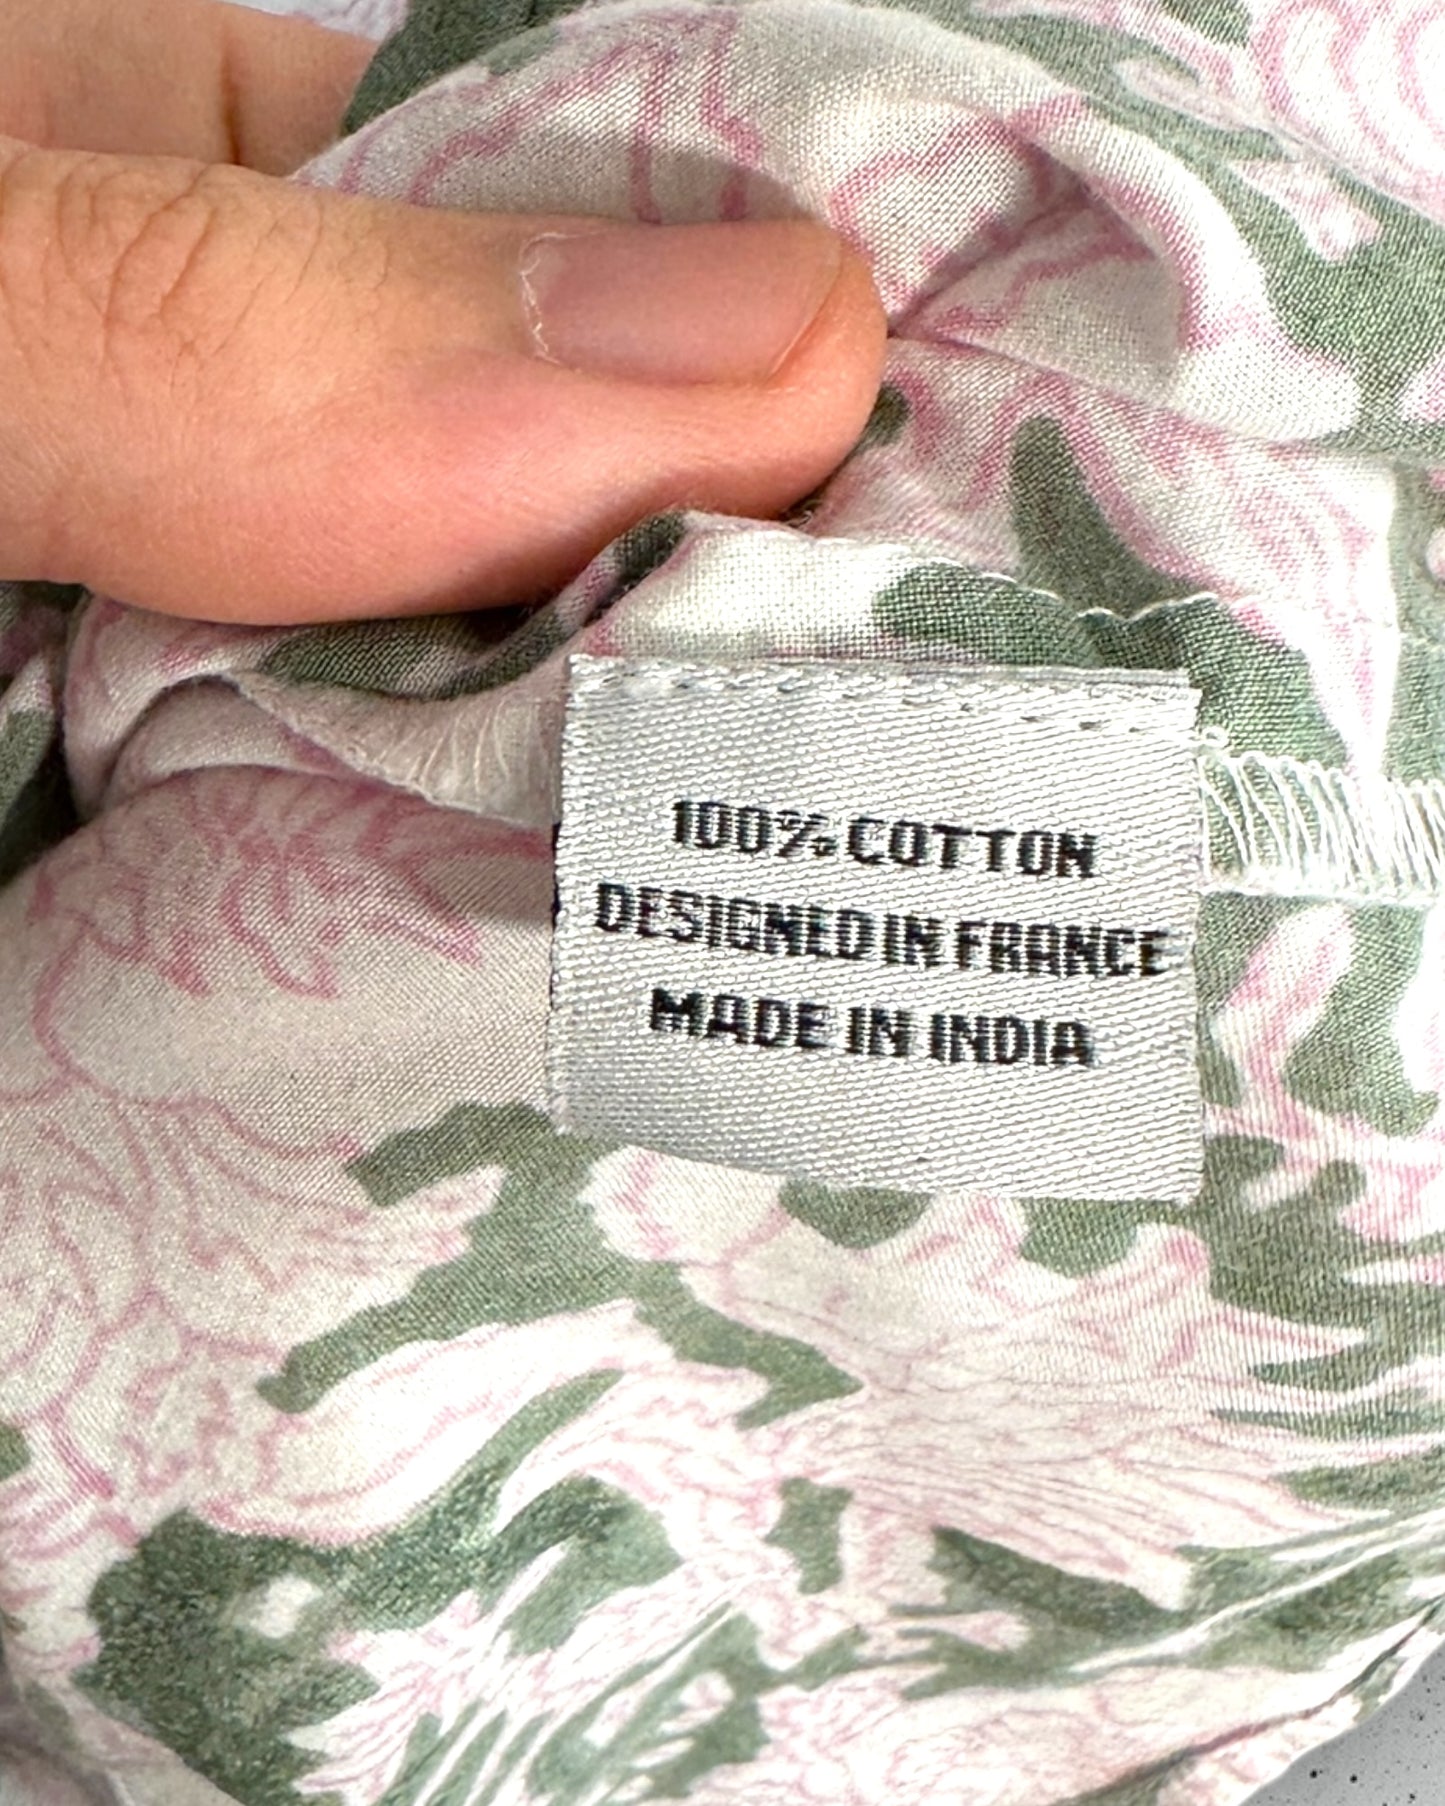 100% COTTON
DESIGNED IN FRANCE
MADE IN INDIA